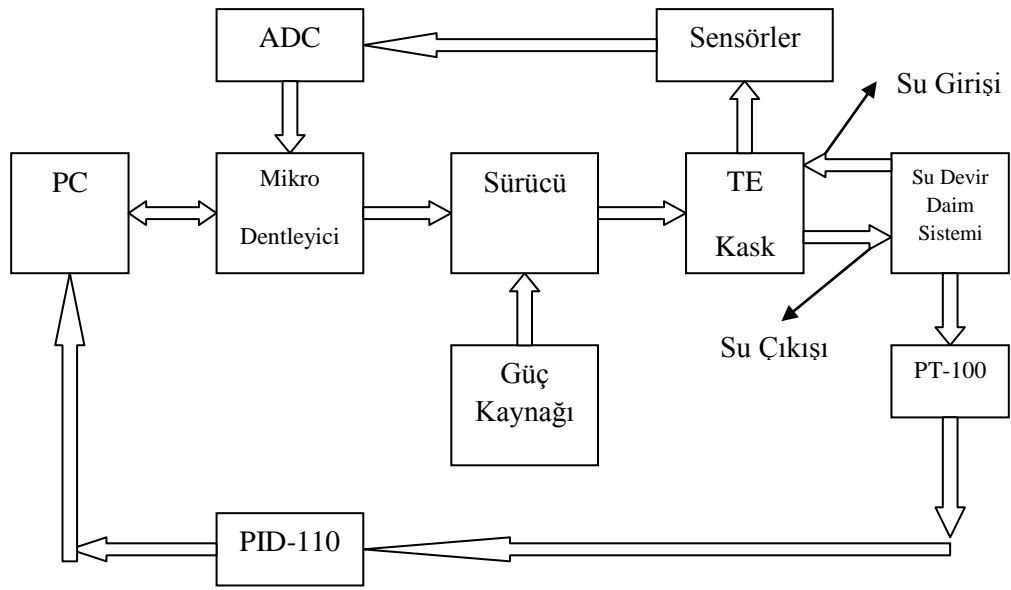 ADC
Sensörler
Su Girişi
PC
Mikro
Dentleyici
Sürücü
TE
Kask
Su Devir
Daim
Sistemi
Su Çıkışı
Güç
Kaynağı
PT-100
PID-110